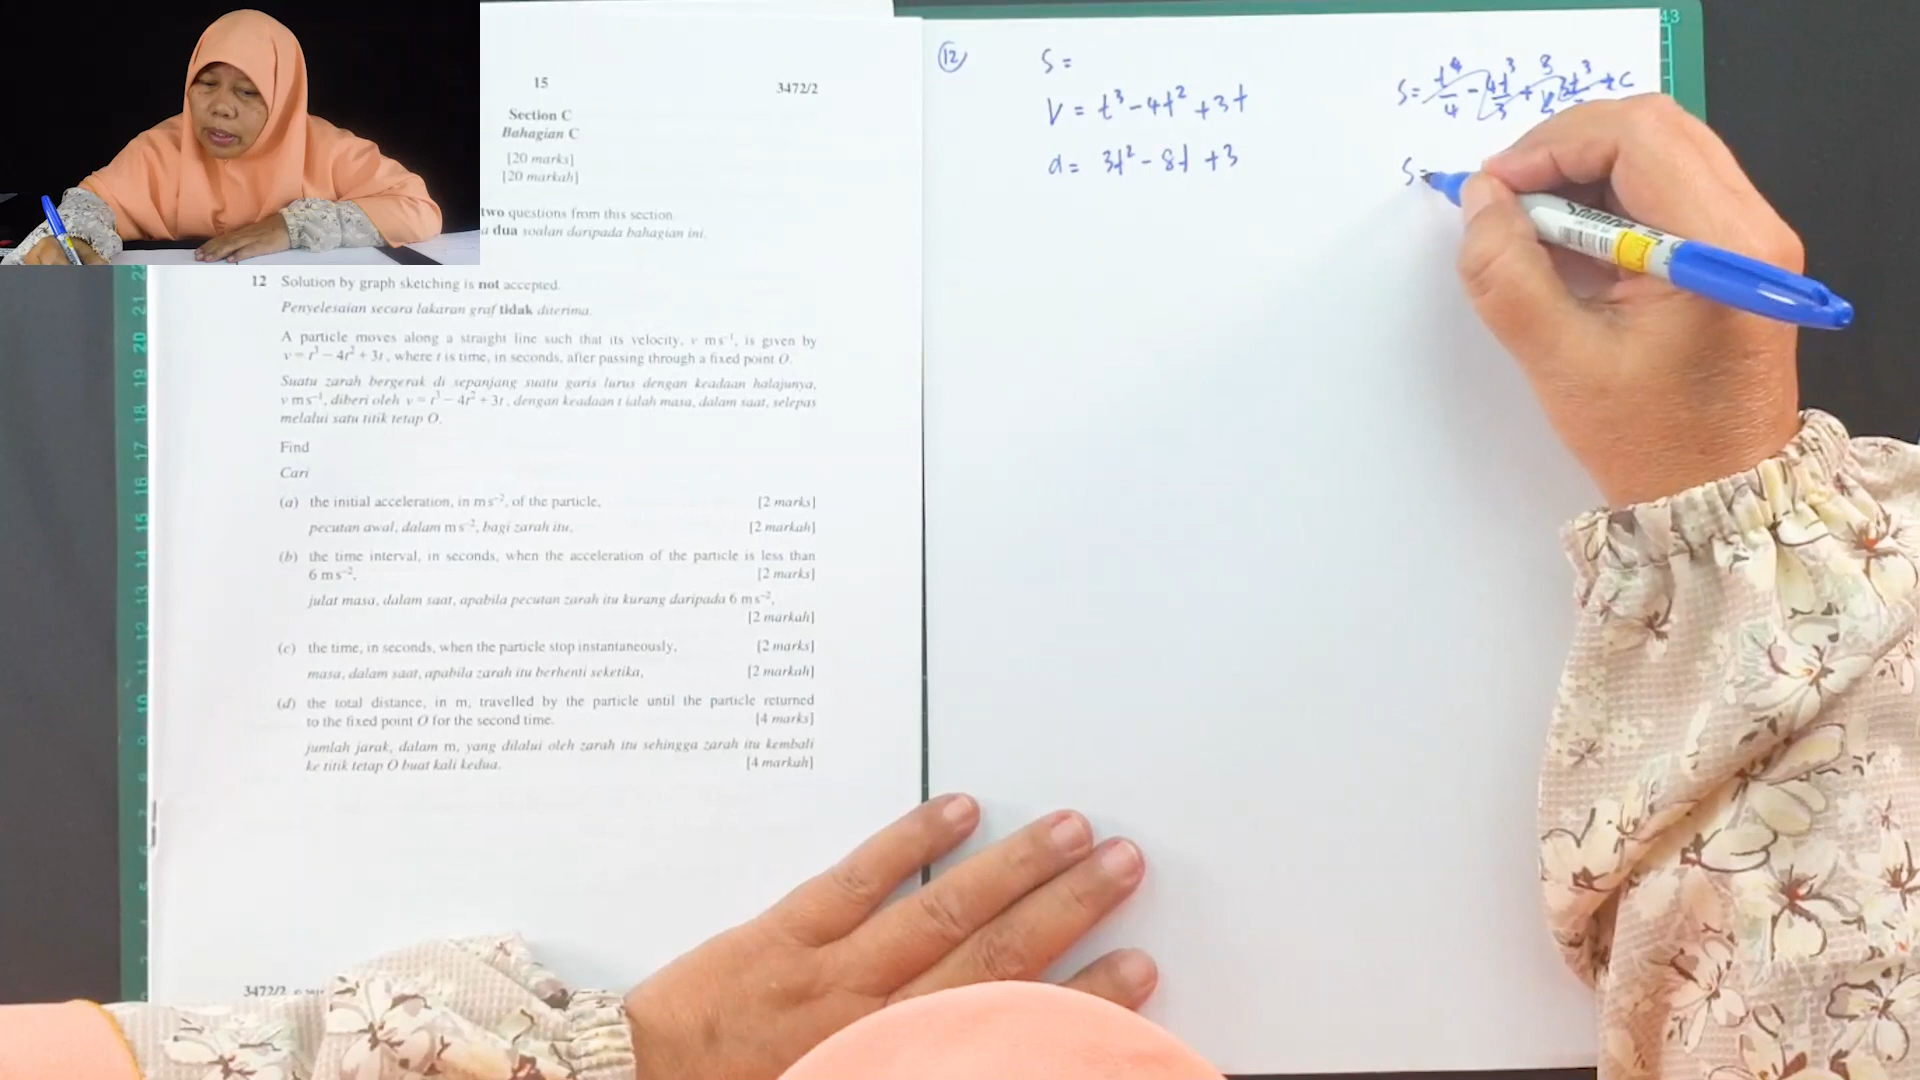 15
3472/2
Section C
Bahagian C
[20 marks]
[20 markah]
two questions from this section.
a dua soalan daripada bahagian ini.
12 Solution by graph sketching is not accepted.
Penyelesaian secara lakaran graf tidak diterima.
A particle moves along a straight line such that its velocity, v m s⁻¹, is given by
v = t³ − 4t² + 3t, where t is time, in seconds, after passing through a fixed point O.
Suatu zarah bergerak di sepanjang suatu garis lurus dengan keadaan halajunya,
v m s⁻¹, diberi oleh v = t³ − 4t² + 3t, dengan keadaan t ialah masa, dalam saat, selepas
melalui satu titik tetap O.
Find
Cari
(a) the initial acceleration, in m s⁻², of the particle, [2 marks]
pecutan awal, dalam m s⁻², bagi zarah itu, [2 markah]
(b) the time interval, in seconds, when the acceleration of the particle is less than
6 m s⁻², [2 marks]
julat masa, dalam saat, apabila pecutan zarah itu kurang daripada 6 m s⁻²,
[2 markah]
(c) the time, in seconds, when the particle stop instantaneously, [2 marks]
masa, dalam saat, apabila zarah itu berhenti seketika, [2 markah]
(d) the total distance, in m, travelled by the particle until the particle returned
to the fixed point O for the second time. [4 marks]
jumlah jarak, dalam m, yang dilalui oleh zarah itu sehingga zarah itu kembali
ke titik tetap O buat kali kedua. [4 markah]
3472/2
12
S =
V = t³ − 4t² + 3t
a = 3t² − 8t + 3
S = t⁴/4 − 4t³/3 +
+ C
S =
43